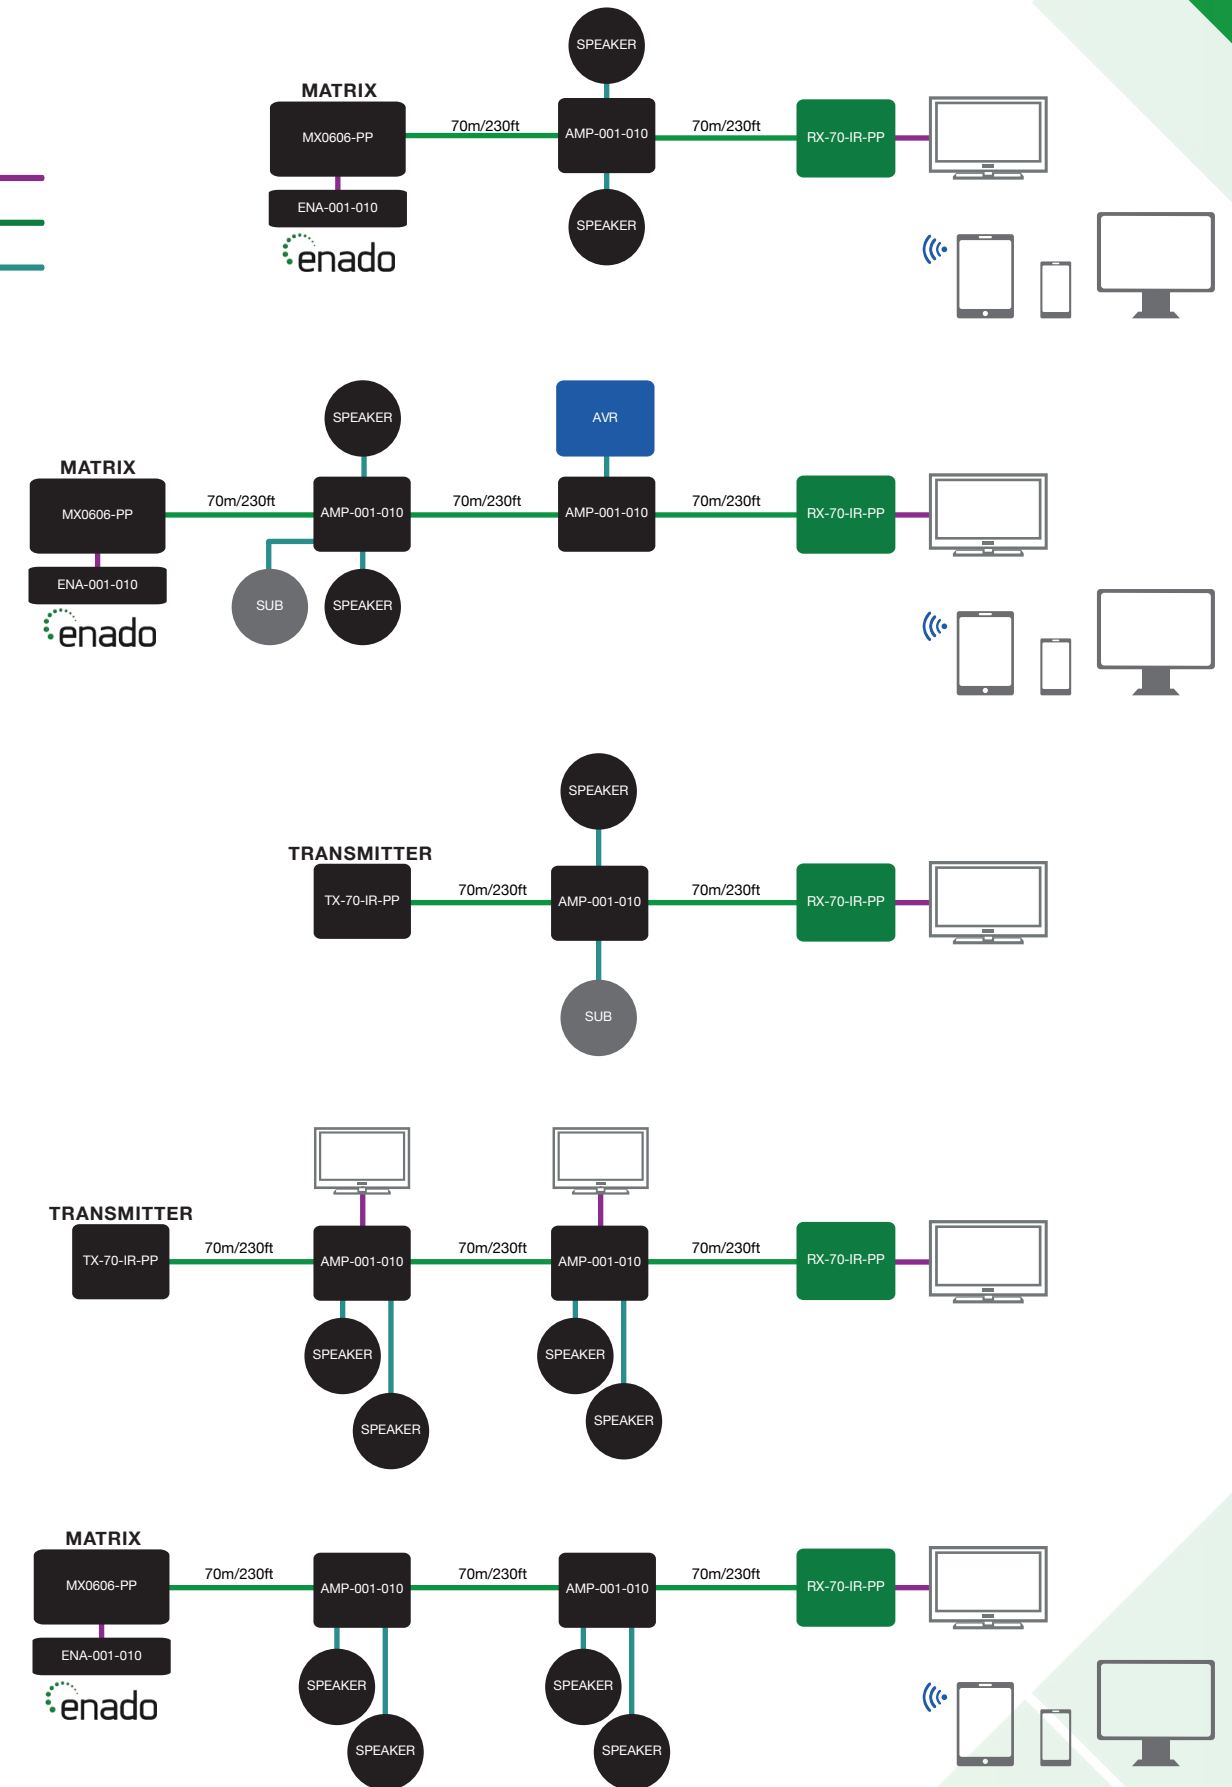 SPEAKER
MATRIX
MX0606-PP
70m/230ft
AMP-001-010
70m/230ft
RX-70-IR-PP
ENA-001-010
SPEAKER
enado
SPEAKER
AVR
MATRIX
MX0606-PP
70m/230ft
AMP-001-010
70m/230ft
AMP-001-010
70m/230ft
RX-70-IR-PP
ENA-001-010
SUB
SPEAKER
enado
SPEAKER
TRANSMITTER
TX-70-IR-PP
70m/230ft
AMP-001-010
70m/230ft
RX-70-IR-PP
SUB
TRANSMITTER
TX-70-IR-PP
70m/230ft
AMP-001-010
70m/230ft
AMP-001-010
70m/230ft
RX-70-IR-PP
SPEAKER
SPEAKER
SPEAKER
SPEAKER
MATRIX
MX0606-PP
70m/230ft
AMP-001-010
70m/230ft
AMP-001-010
70m/230ft
RX-70-IR-PP
ENA-001-010
enado
SPEAKER
SPEAKER
SPEAKER
SPEAKER